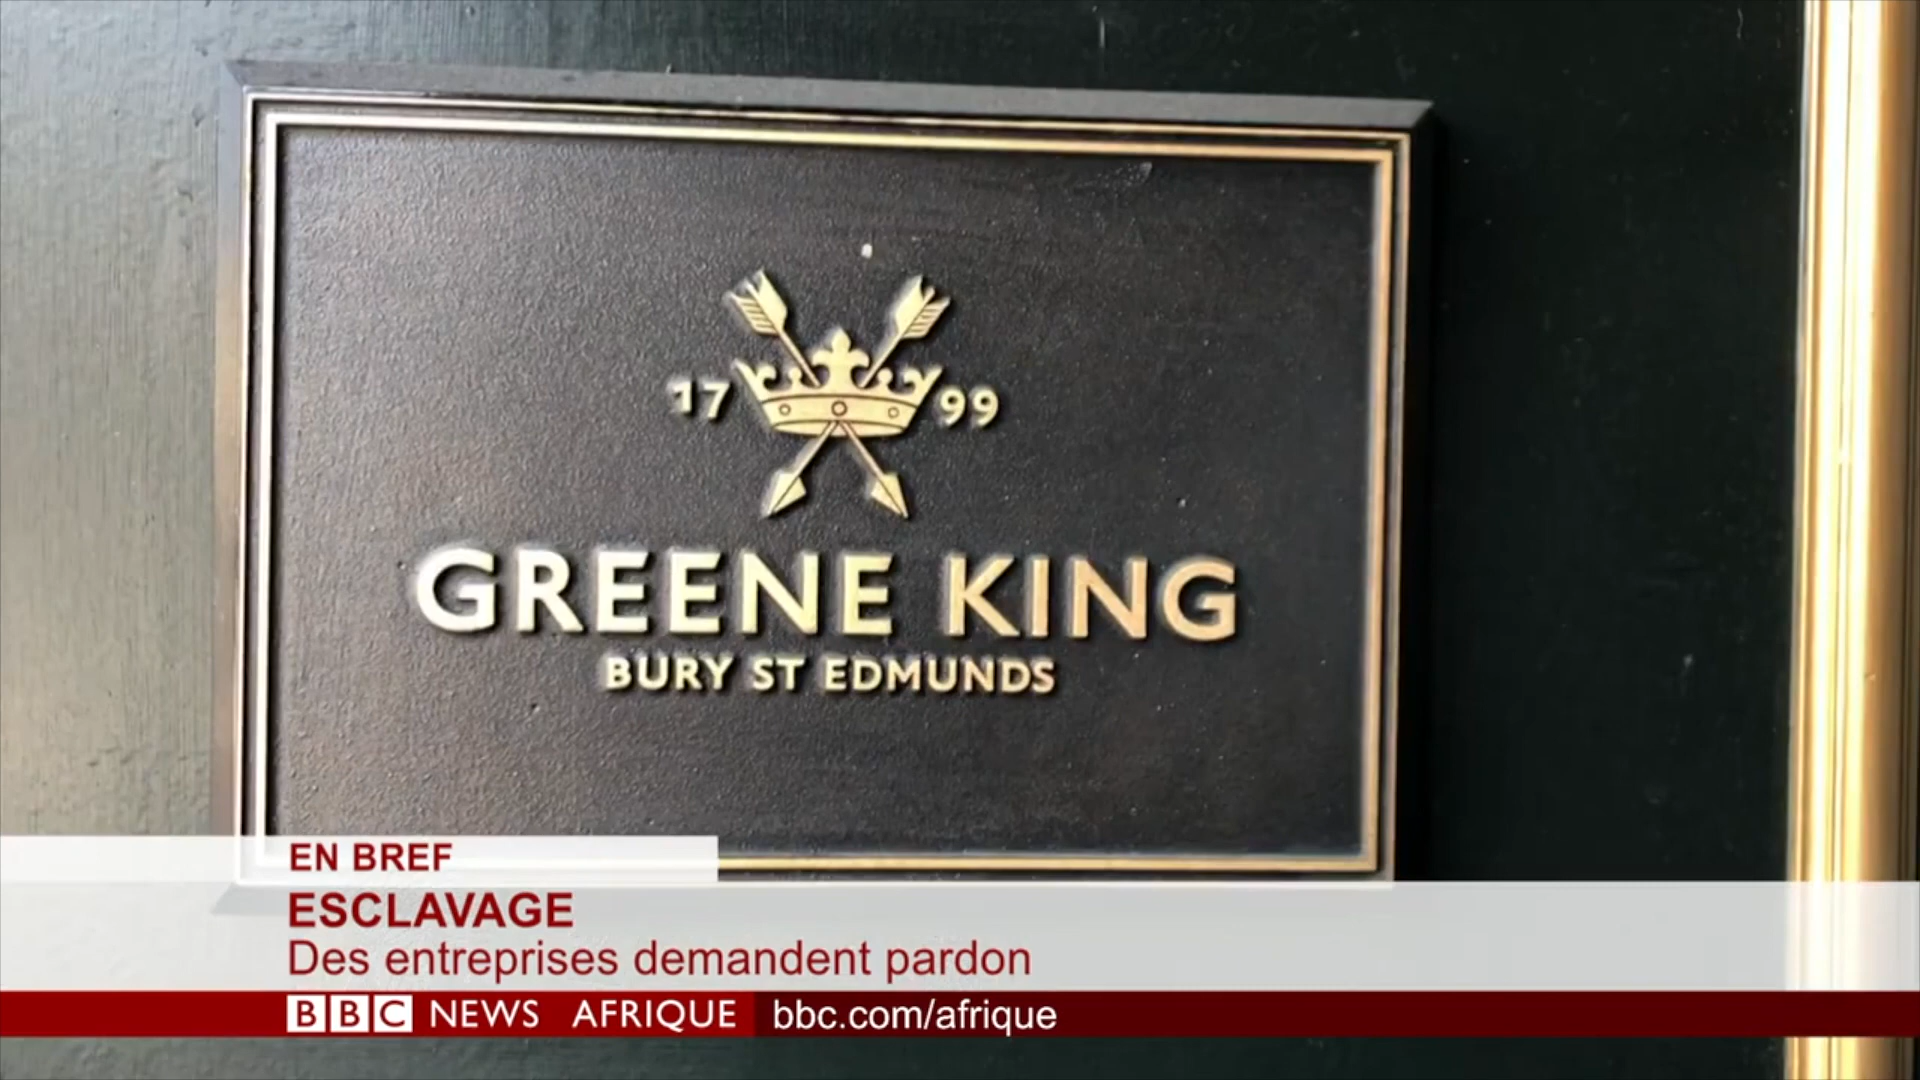 17 99
GREENE KING
BURY ST EDMUNDS
EN BREF
ESCLAVAGE
Des entreprises demandent pardon
BBC NEWS AFRIQUE bbc.com/afrique